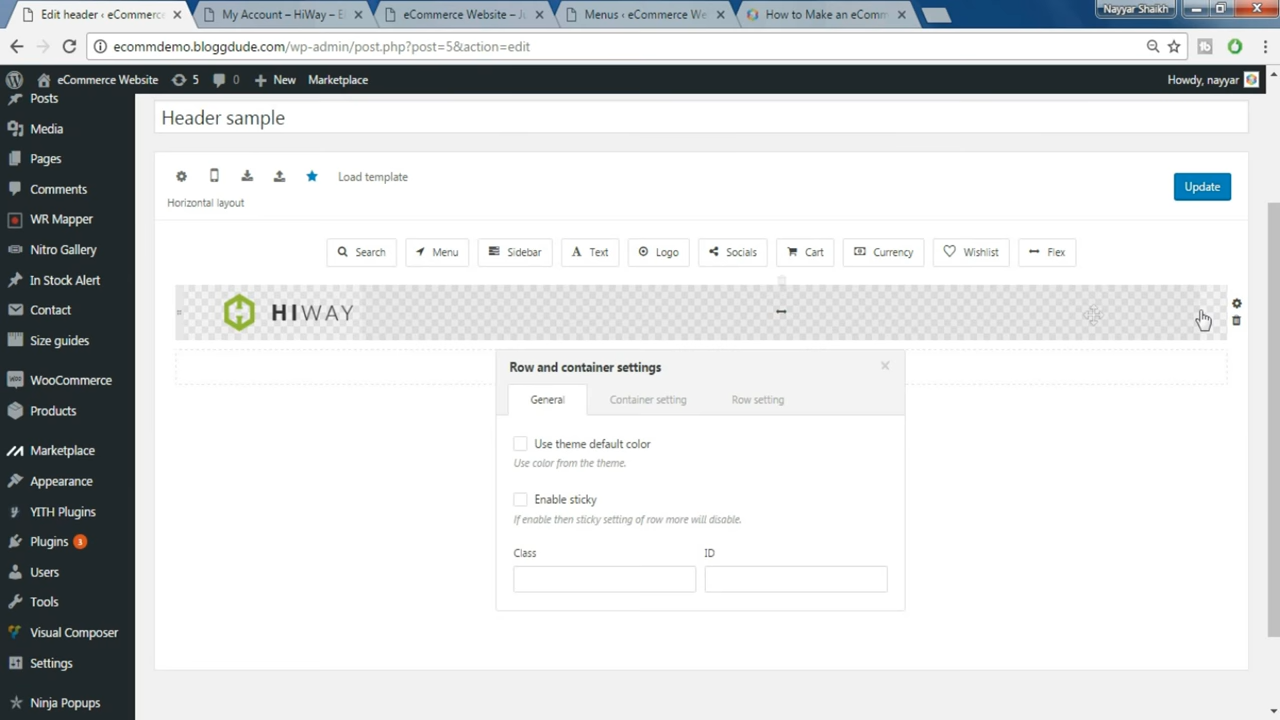 Edit header ‹ eCommerce
My Account – HiWay – E
eCommerce Website – Ju
Menus ‹ eCommerce We
How to Make an eComm
Nayyar Shaikh
ecommdemo.bloggdude.com/wp-admin/post.php?post=5&action=edit
eCommerce Website
5
0
New
Marketplace
Howdy, nayyar
Posts
Media
Pages
Comments
WR Mapper
Nitro Gallery
In Stock Alert
Contact
Size guides
WooCommerce
Products
Marketplace
Appearance
YITH Plugins
Plugins 3
Users
Tools
Visual Composer
Settings
Ninja Popups
Header sample
Load template
Update
Horizontal layout
Search
Menu
Sidebar
Text
Logo
Socials
Cart
Currency
Wishlist
Flex
HIWAY
Row and container settings
General
Container setting
Row setting
Use theme default color
Use color from the theme.
Enable sticky
If enable then sticky setting of row more will disable.
Class
ID